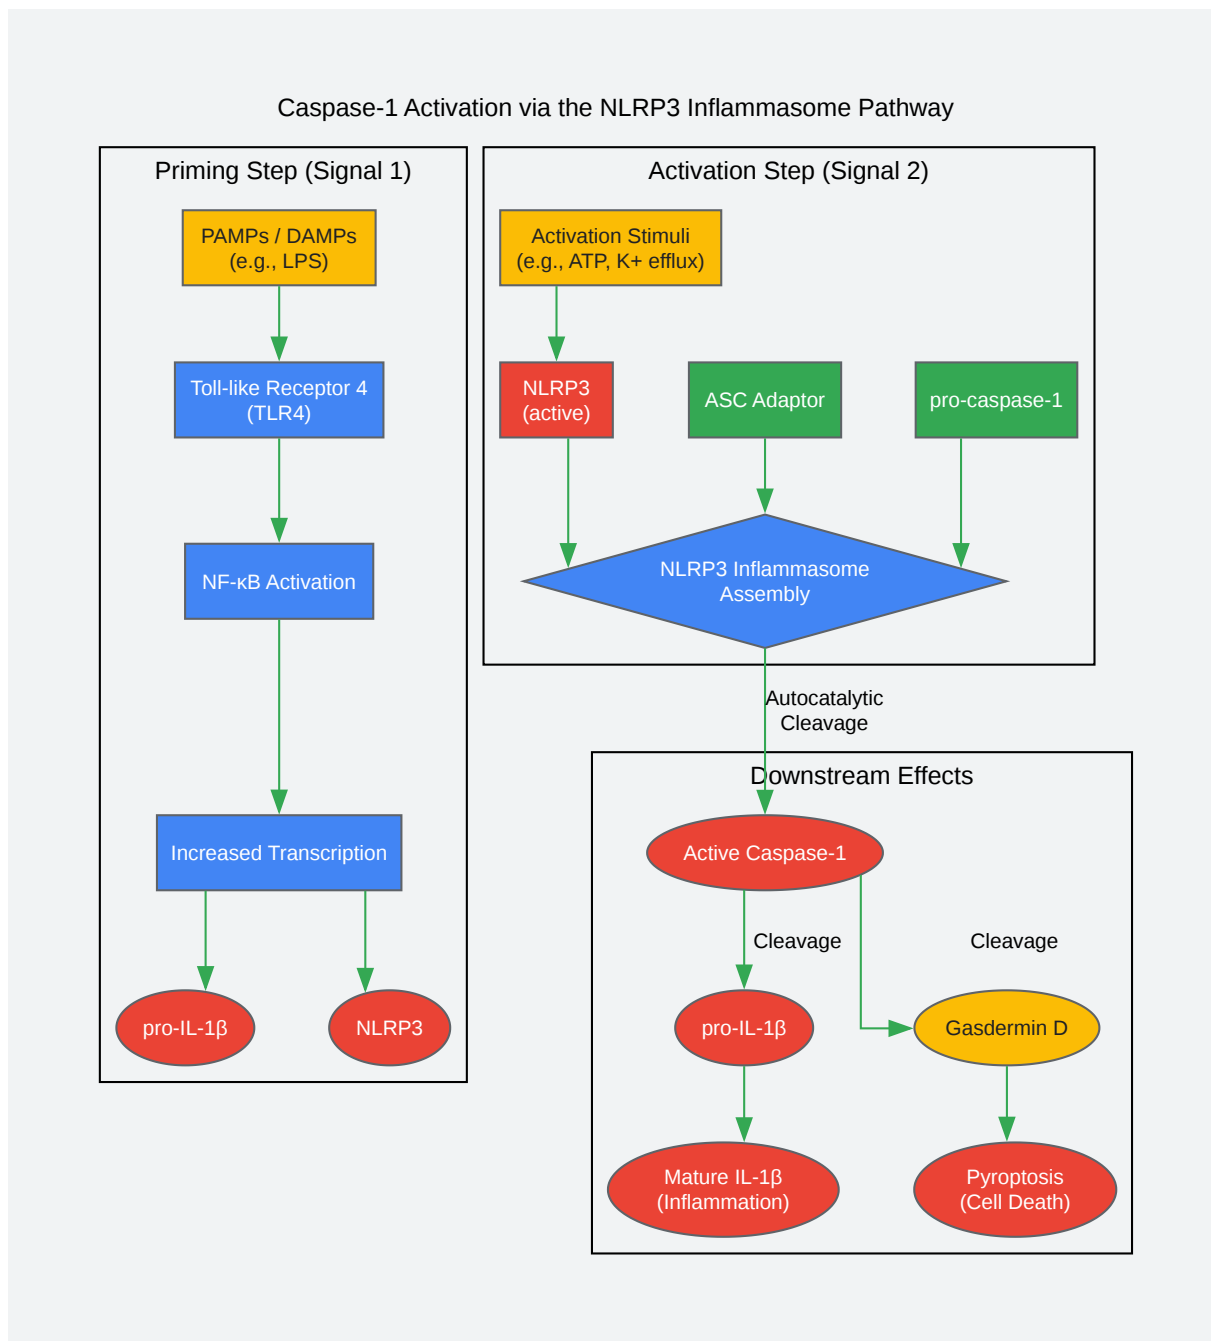 Caspase-1 Activation via the NLRP3 Inflammasome Pathway
Priming Step (Signal 1)
PAMPs / DAMPs
(e.g., LPS)
Toll-like Receptor 4
(TLR4)
NF-κB Activation
Increased Transcription
pro-IL-1β
NLRP3
Activation Step (Signal 2)
Activation Stimuli
(e.g., ATP, K+ efflux)
NLRP3
(active)
ASC Adaptor
pro-caspase-1
NLRP3 Inflammasome
Assembly
Autocatalytic
Cleavage
Downstream Effects
Active Caspase-1
Cleavage
Cleavage
pro-IL-1β
Gasdermin D
Mature IL-1β
(Inflammation)
Pyroptosis
(Cell Death)